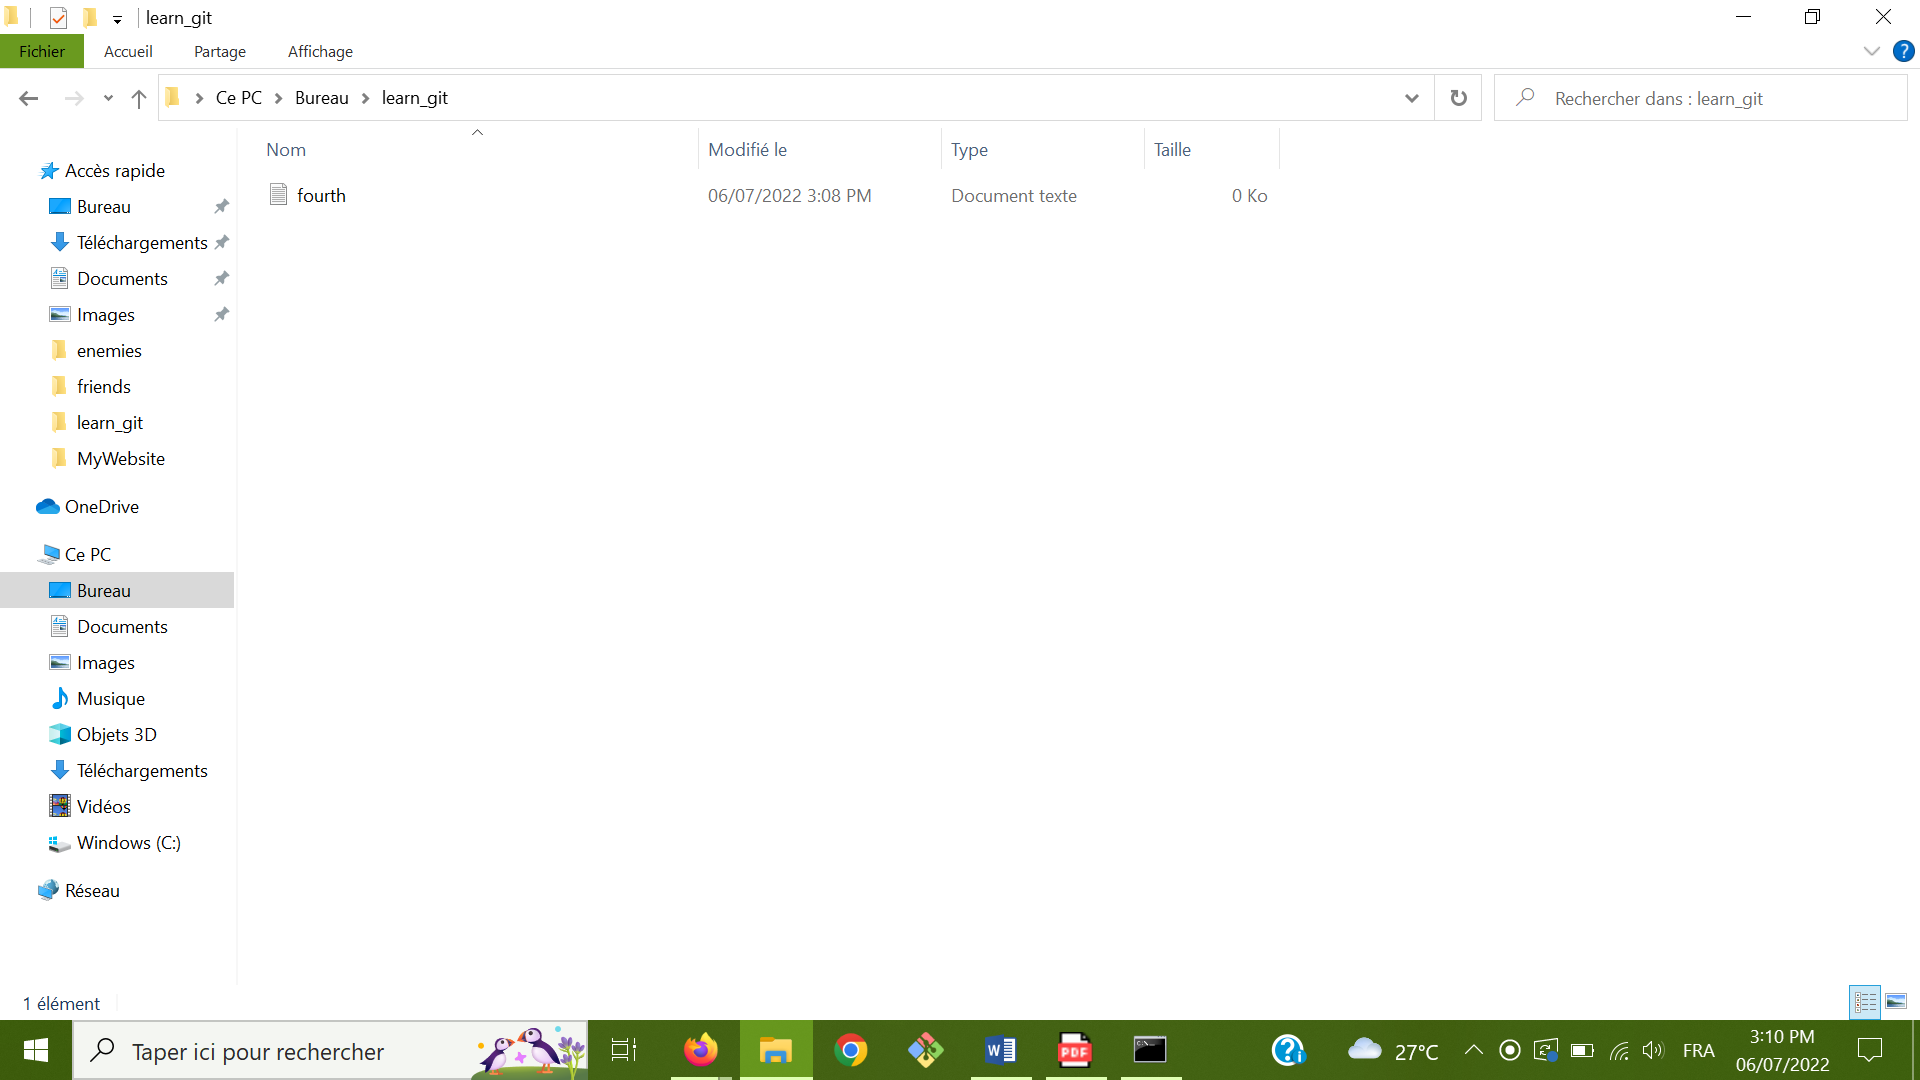 learn_git
Fichier Accueil Partage Affichage
Ce PC Bureau learn_git Rechercher dans : learn_git
Nom Modifié le Type Taille
fourth 06/07/2022 3:08 PM Document texte 0 Ko
Accès rapide
Bureau
Téléchargements
Documents
Images
enemies
friends
learn_git
MyWebsite
OneDrive
Ce PC
Bureau
Documents
Images
Musique
Objets 3D
Téléchargements
Vidéos
Windows (C:)
Réseau
1 élément
Taper ici pour rechercher
W
PDF
27°C
FRA
3:10 PM
06/07/2022